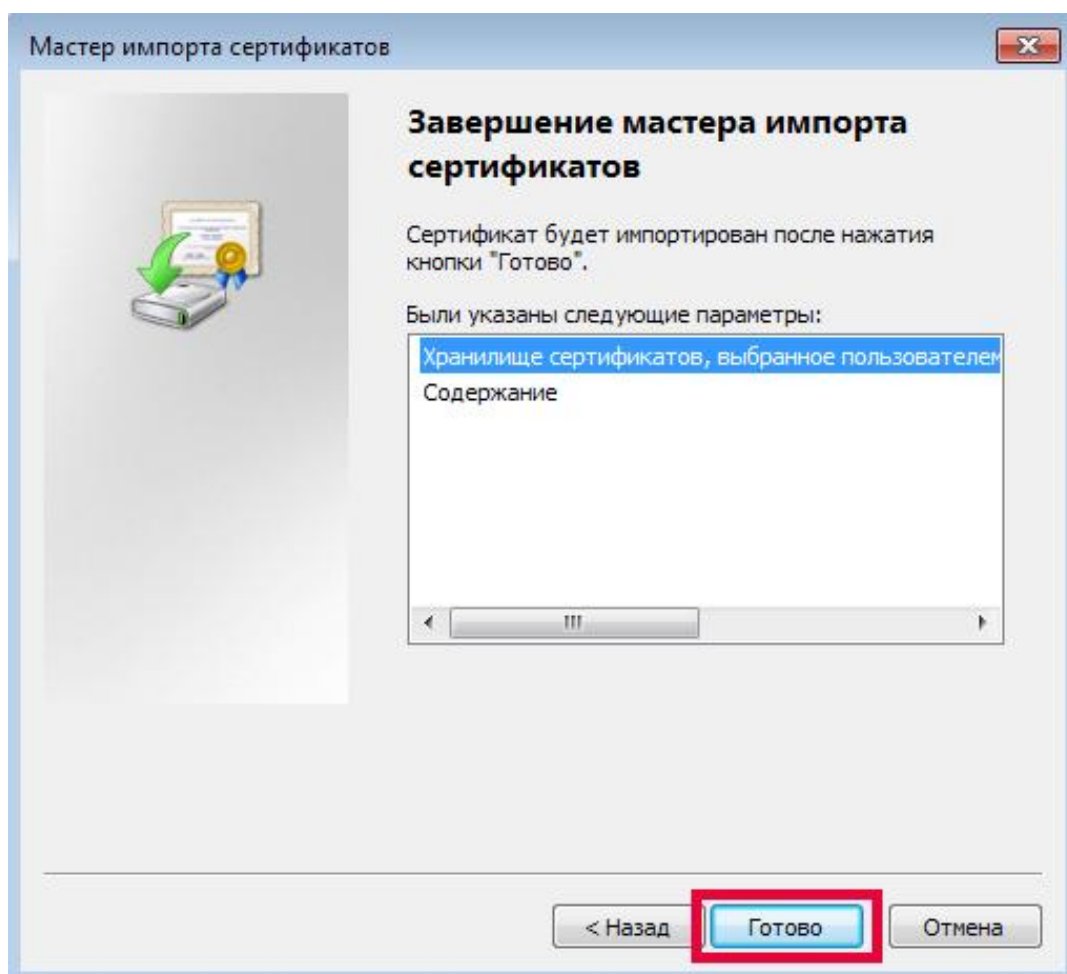 Мастер импорта сертификатов
Завершение мастера импорта
сертификатов
Сертификат будет импортирован после нажатия
кнопки "Готово".
Были указаны следующие параметры:
Хранилище сертификатов, выбранное пользователем
Содержание
< Назад
Готово
Отмена